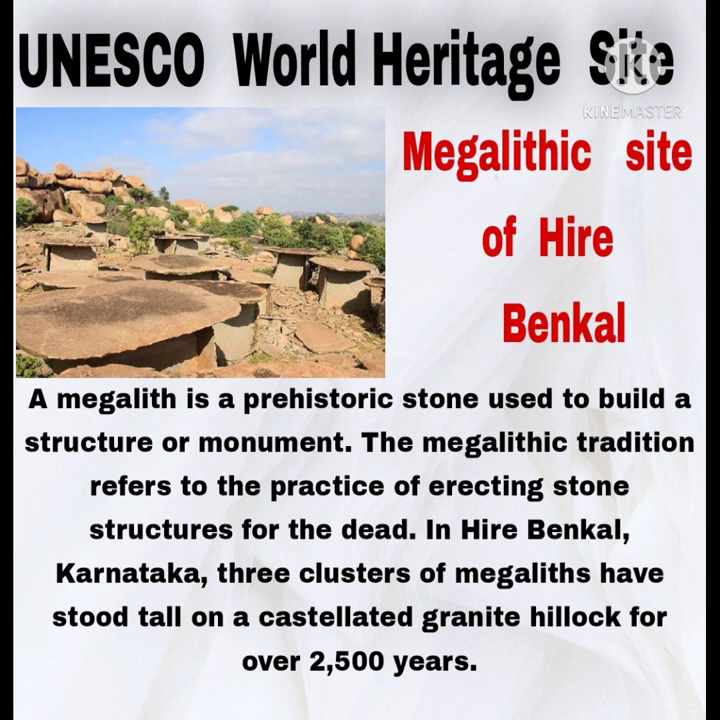 UNESCO World Heritage Site
KINEMASTER
Megalithic site
of Hire
Benkal
A megalith is a prehistoric stone used to build a
structure or monument. The megalithic tradition
refers to the practice of erecting stone
structures for the dead. In Hire Benkal,
Karnataka, three clusters of megaliths have
stood tall on a castellated granite hillock for
over 2,500 years.